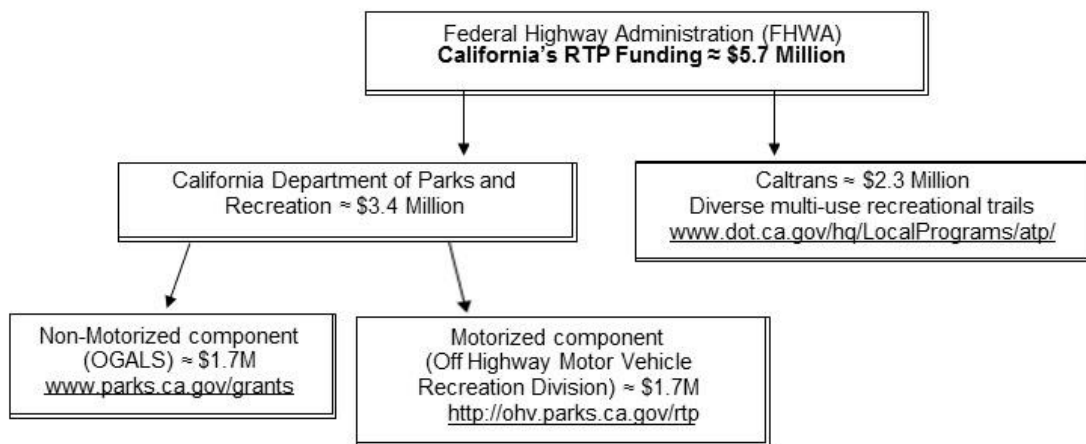 Federal Highway Administration (FHWA)
California’s RTP Funding ≈ $5.7 Million
California Department of Parks and
Recreation ≈ $3.4 Million
Caltrans ≈ $2.3 Million
Diverse multi-use recreational trails
www.dot.ca.gov/hq/LocalPrograms/atp/
Non-Motorized component
(OGALS) ≈ $1.7M
www.parks.ca.gov/grants
Motorized component
(Off Highway Motor Vehicle
Recreation Division) ≈ $1.7M
http://ohv.parks.ca.gov/rtp